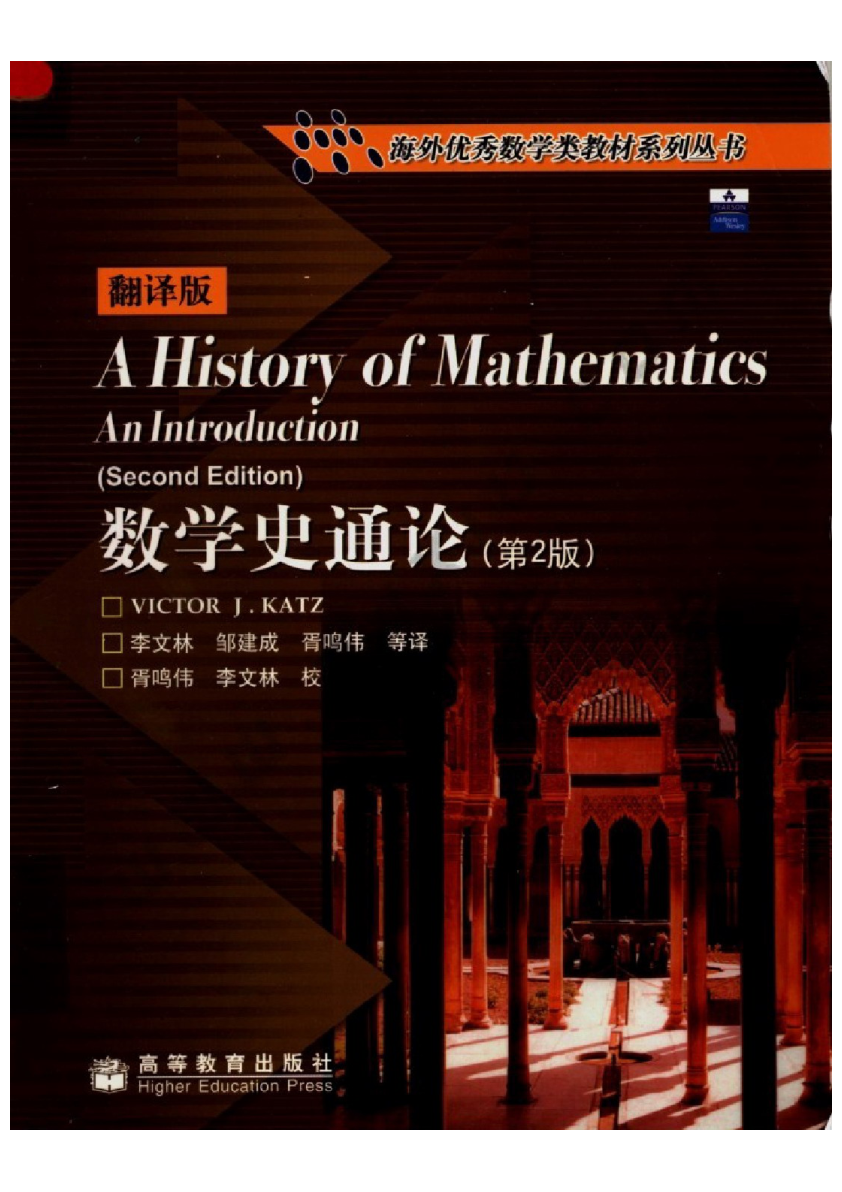 海外优秀数学类教材系列丛书
PEARSON
Addison
Wesley
翻译版
A History of Mathematics
An Introduction
(Second Edition)
数学史通论(第2版)
VICTOR J. KATZ
李文林 邹建成 胥鸣伟 等译
胥鸣伟 李文林 校
高等教育出版社
Higher Education Press